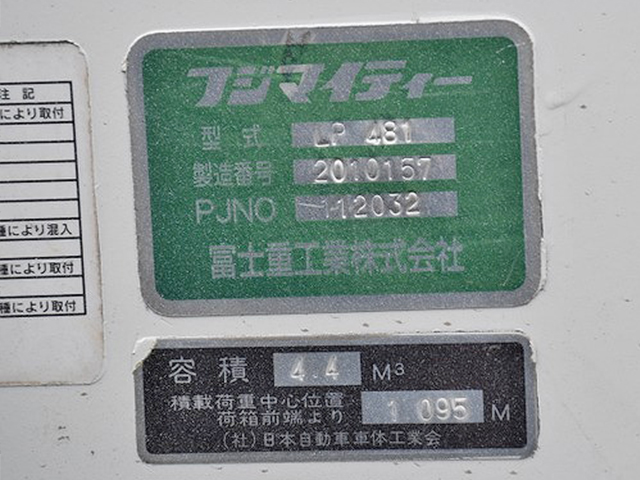 注 記
により取付
種により混入
種により取付
種により取付
フジマイティー
型式 LP 481
製造番号 2010157
PJNO 112032
富士重工業株式会社
容積 4.4 M3
積載荷重中心位置
荷箱前端より 1 095 M
(社)日本自動車車体工業会